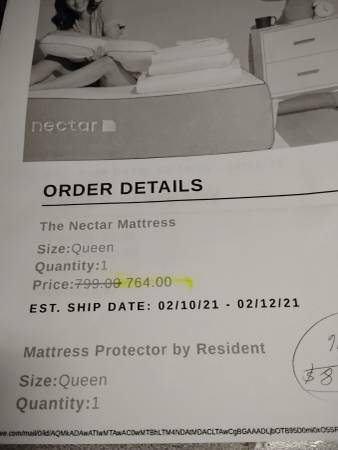 nectar
ORDER DETAILS
The Nectar Mattress
Size:Queen
Quantity:1
Price:799.00 764.00
EST. SHIP DATE: 02/10/21 - 02/12/21
Mattress Protector by Resident
Size:Queen
Quantity:1
$8